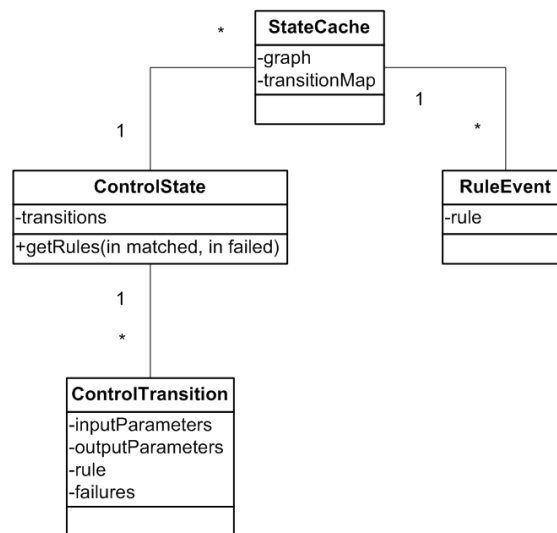 StateCache
*
-graph
-transitionMap
1
1
*
ControlState
-transitions
+getRules(in matched, in failed)
RuleEvent
-rule
1
*
ControlTransition
-inputParameters
-outputParameters
-rule
-failures